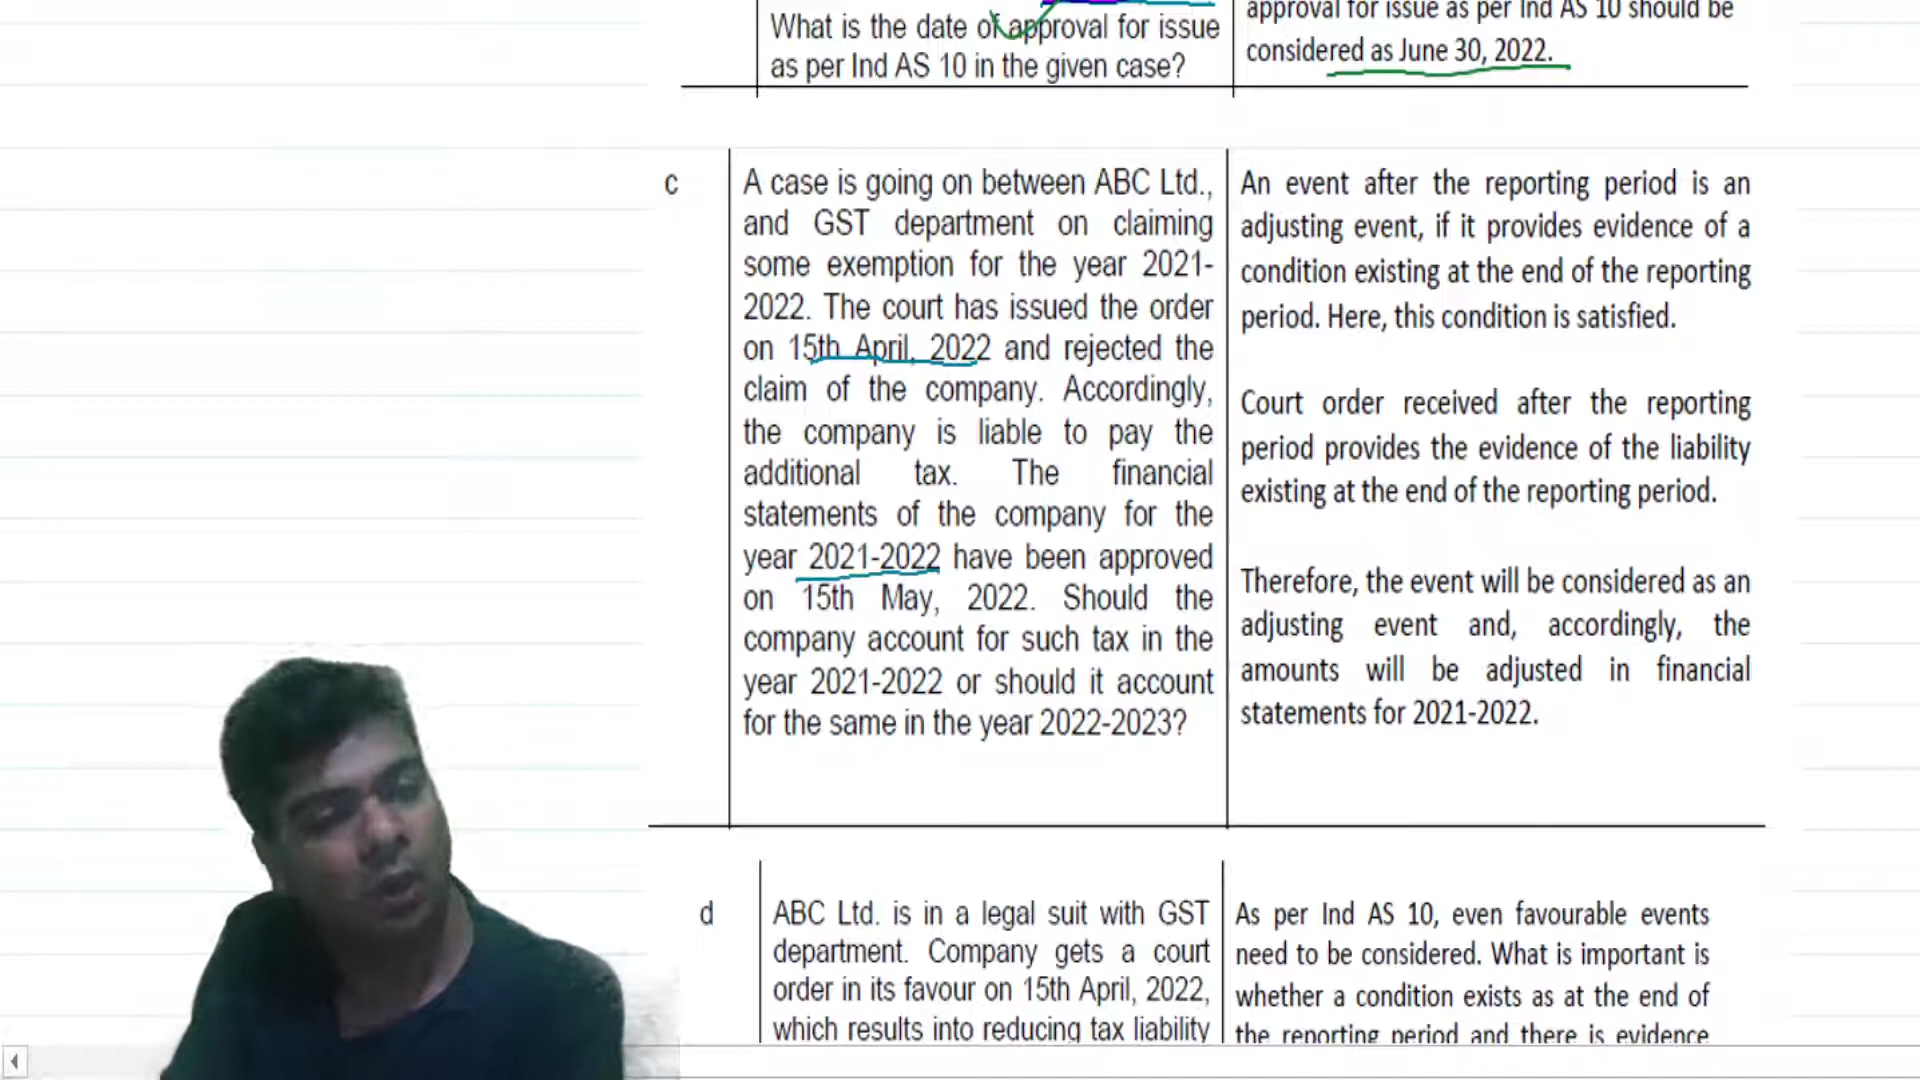 What is the date of approval for issue
as per Ind AS 10 in the given case?
approval for issue as per Ind AS 10 should be
considered as June 30, 2022.
c
A case is going on between ABC Ltd.,
and GST department on claiming
some exemption for the year 2021-
2022. The court has issued the order
on 15th April, 2022 and rejected the
claim of the company. Accordingly,
the company is liable to pay the
additional tax. The financial
statements of the company for the
year 2021-2022 have been approved
on 15th May, 2022. Should the
company account for such tax in the
year 2021-2022 or should it account
for the same in the year 2022-2023?
An event after the reporting period is an
adjusting event, if it provides evidence of a
condition existing at the end of the reporting
period. Here, this condition is satisfied.
Court order received after the reporting
period provides the evidence of the liability
existing at the end of the reporting period.
Therefore, the event will be considered as an
adjusting event and, accordingly, the
amounts will be adjusted in financial
statements for 2021-2022.
d
ABC Ltd. is in a legal suit with GST
department. Company gets a court
order in its favour on 15th April, 2022,
which results into reducing tax liability
As per Ind AS 10, even favourable events
need to be considered. What is important is
whether a condition exists as at the end of
the reporting period and there is evidence